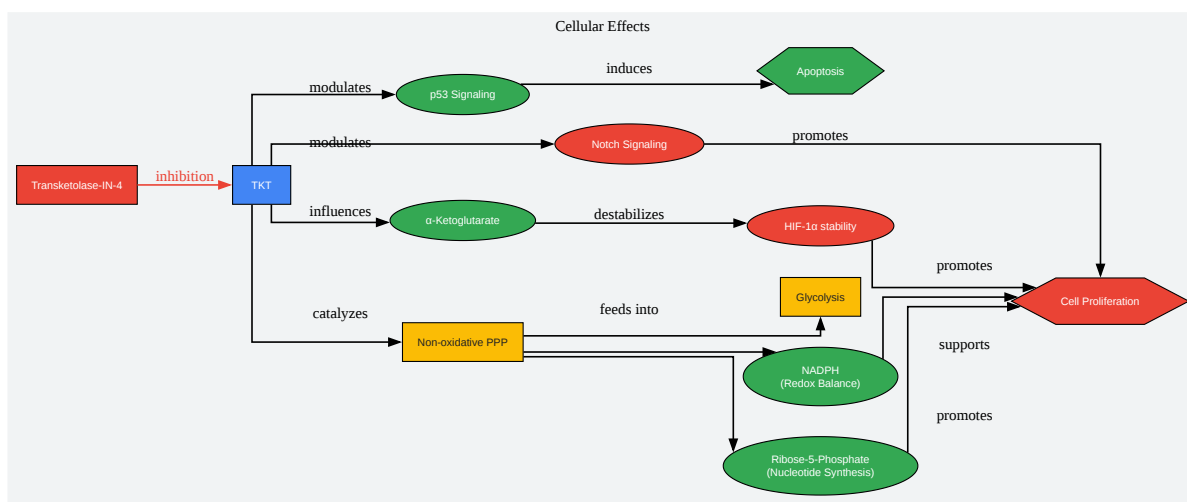 Cellular Effects
modulates
p53 Signaling
induces
Apoptosis
modulates
Notch Signaling
promotes
Transketolase-IN-4
inhibition
TKT
influences
α-Ketoglutarate
destabilizes
HIF-1α stability
promotes
Cell Proliferation
catalyzes
Non-oxidative PPP
feeds into
Glycolysis
supports
NADPH
(Redox Balance)
promotes
Ribose-5-Phosphate
(Nucleotide Synthesis)